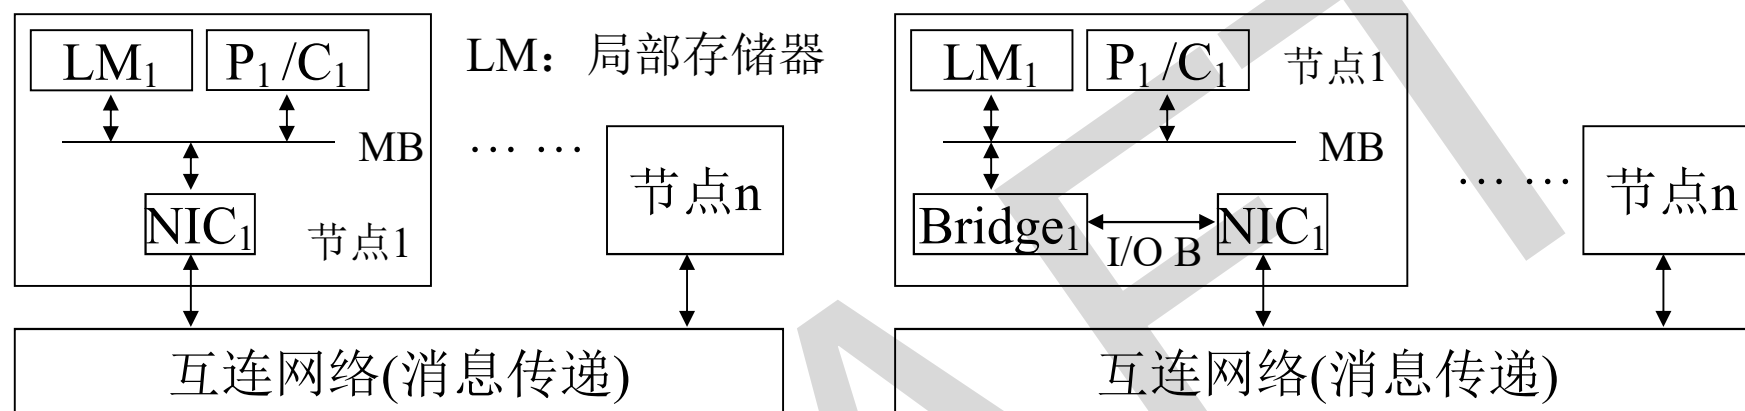 LM₁ P₁/C₁ LM：局部存储器
MB
… …
NIC₁ 节点1
节点n
互连网络(消息传递)
LM₁ P₁/C₁ 节点1
MB
… …
Bridge₁ I/O B NIC₁
节点n
互连网络(消息传递)